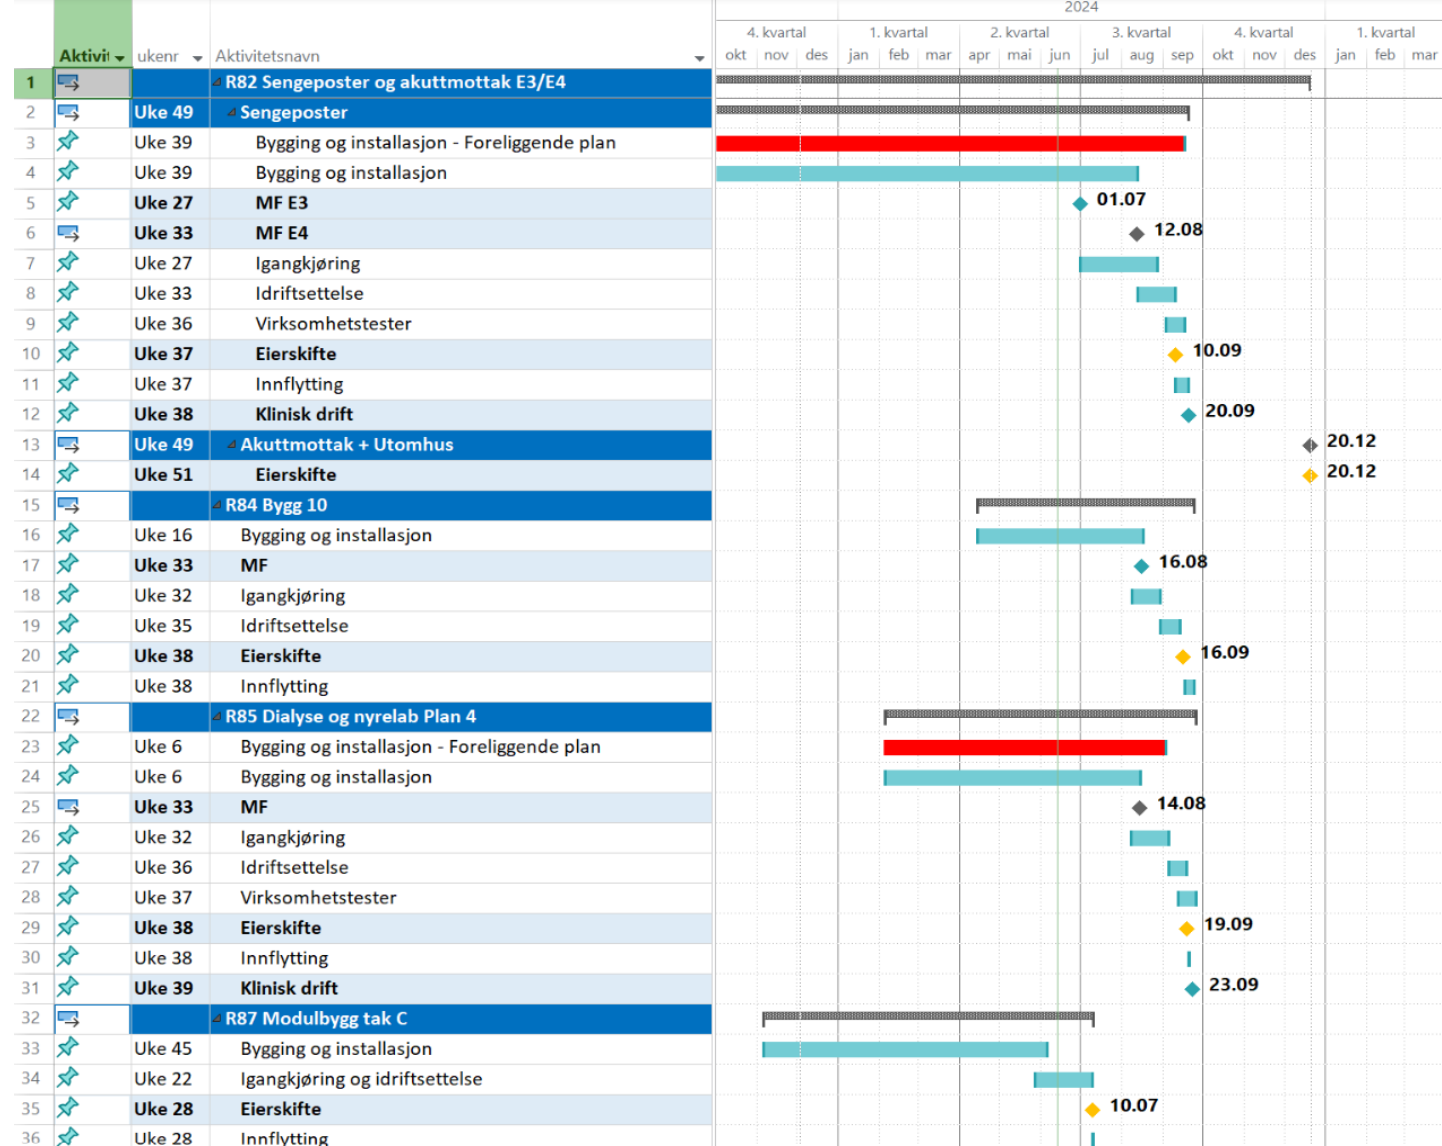 2024
4. kvartal 1. kvartal 2. kvartal 3. kvartal 4. kvartal 1. kvartal
Aktivit ukenr Aktivitetsnavn okt nov des jan feb mar apr mai jun jul aug sep okt nov des jan feb mar
1 R82 Sengeposter og akuttmottak E3/E4
2 Uke 49 Sengeposter
3 Uke 39 Bygging og installasjon - Foreliggende plan
4 Uke 39 Bygging og installasjon
5 Uke 27 MF E3 01.07
6 Uke 33 MF E4 12.08
7 Uke 27 Igangkjøring
8 Uke 33 Idriftsettelse
9 Uke 36 Virksomhetstester
10 Uke 37 Eierskifte 10.09
11 Uke 37 Innflytting
12 Uke 38 Klinisk drift 20.09
13 Uke 49 Akuttmottak + Utomhus 20.12
14 Uke 51 Eierskifte 20.12
15 R84 Bygg 10
16 Uke 16 Bygging og installasjon
17 Uke 33 MF 16.08
18 Uke 32 Igangkjøring
19 Uke 35 Idriftsettelse
20 Uke 38 Eierskifte 16.09
21 Uke 38 Innflytting
22 R85 Dialyse og nyrelab Plan 4
23 Uke 6 Bygging og installasjon - Foreliggende plan
24 Uke 6 Bygging og installasjon
25 Uke 33 MF 14.08
26 Uke 32 Igangkjøring
27 Uke 36 Idriftsettelse
28 Uke 37 Virksomhetstester
29 Uke 38 Eierskifte 19.09
30 Uke 38 Innflytting
31 Uke 39 Klinisk drift 23.09
32 R87 Modulbygg tak C
33 Uke 45 Bygging og installasjon
34 Uke 22 Igangkjøring og idriftsettelse
35 Uke 28 Eierskifte 10.07
36 Uke 28 Innflytting